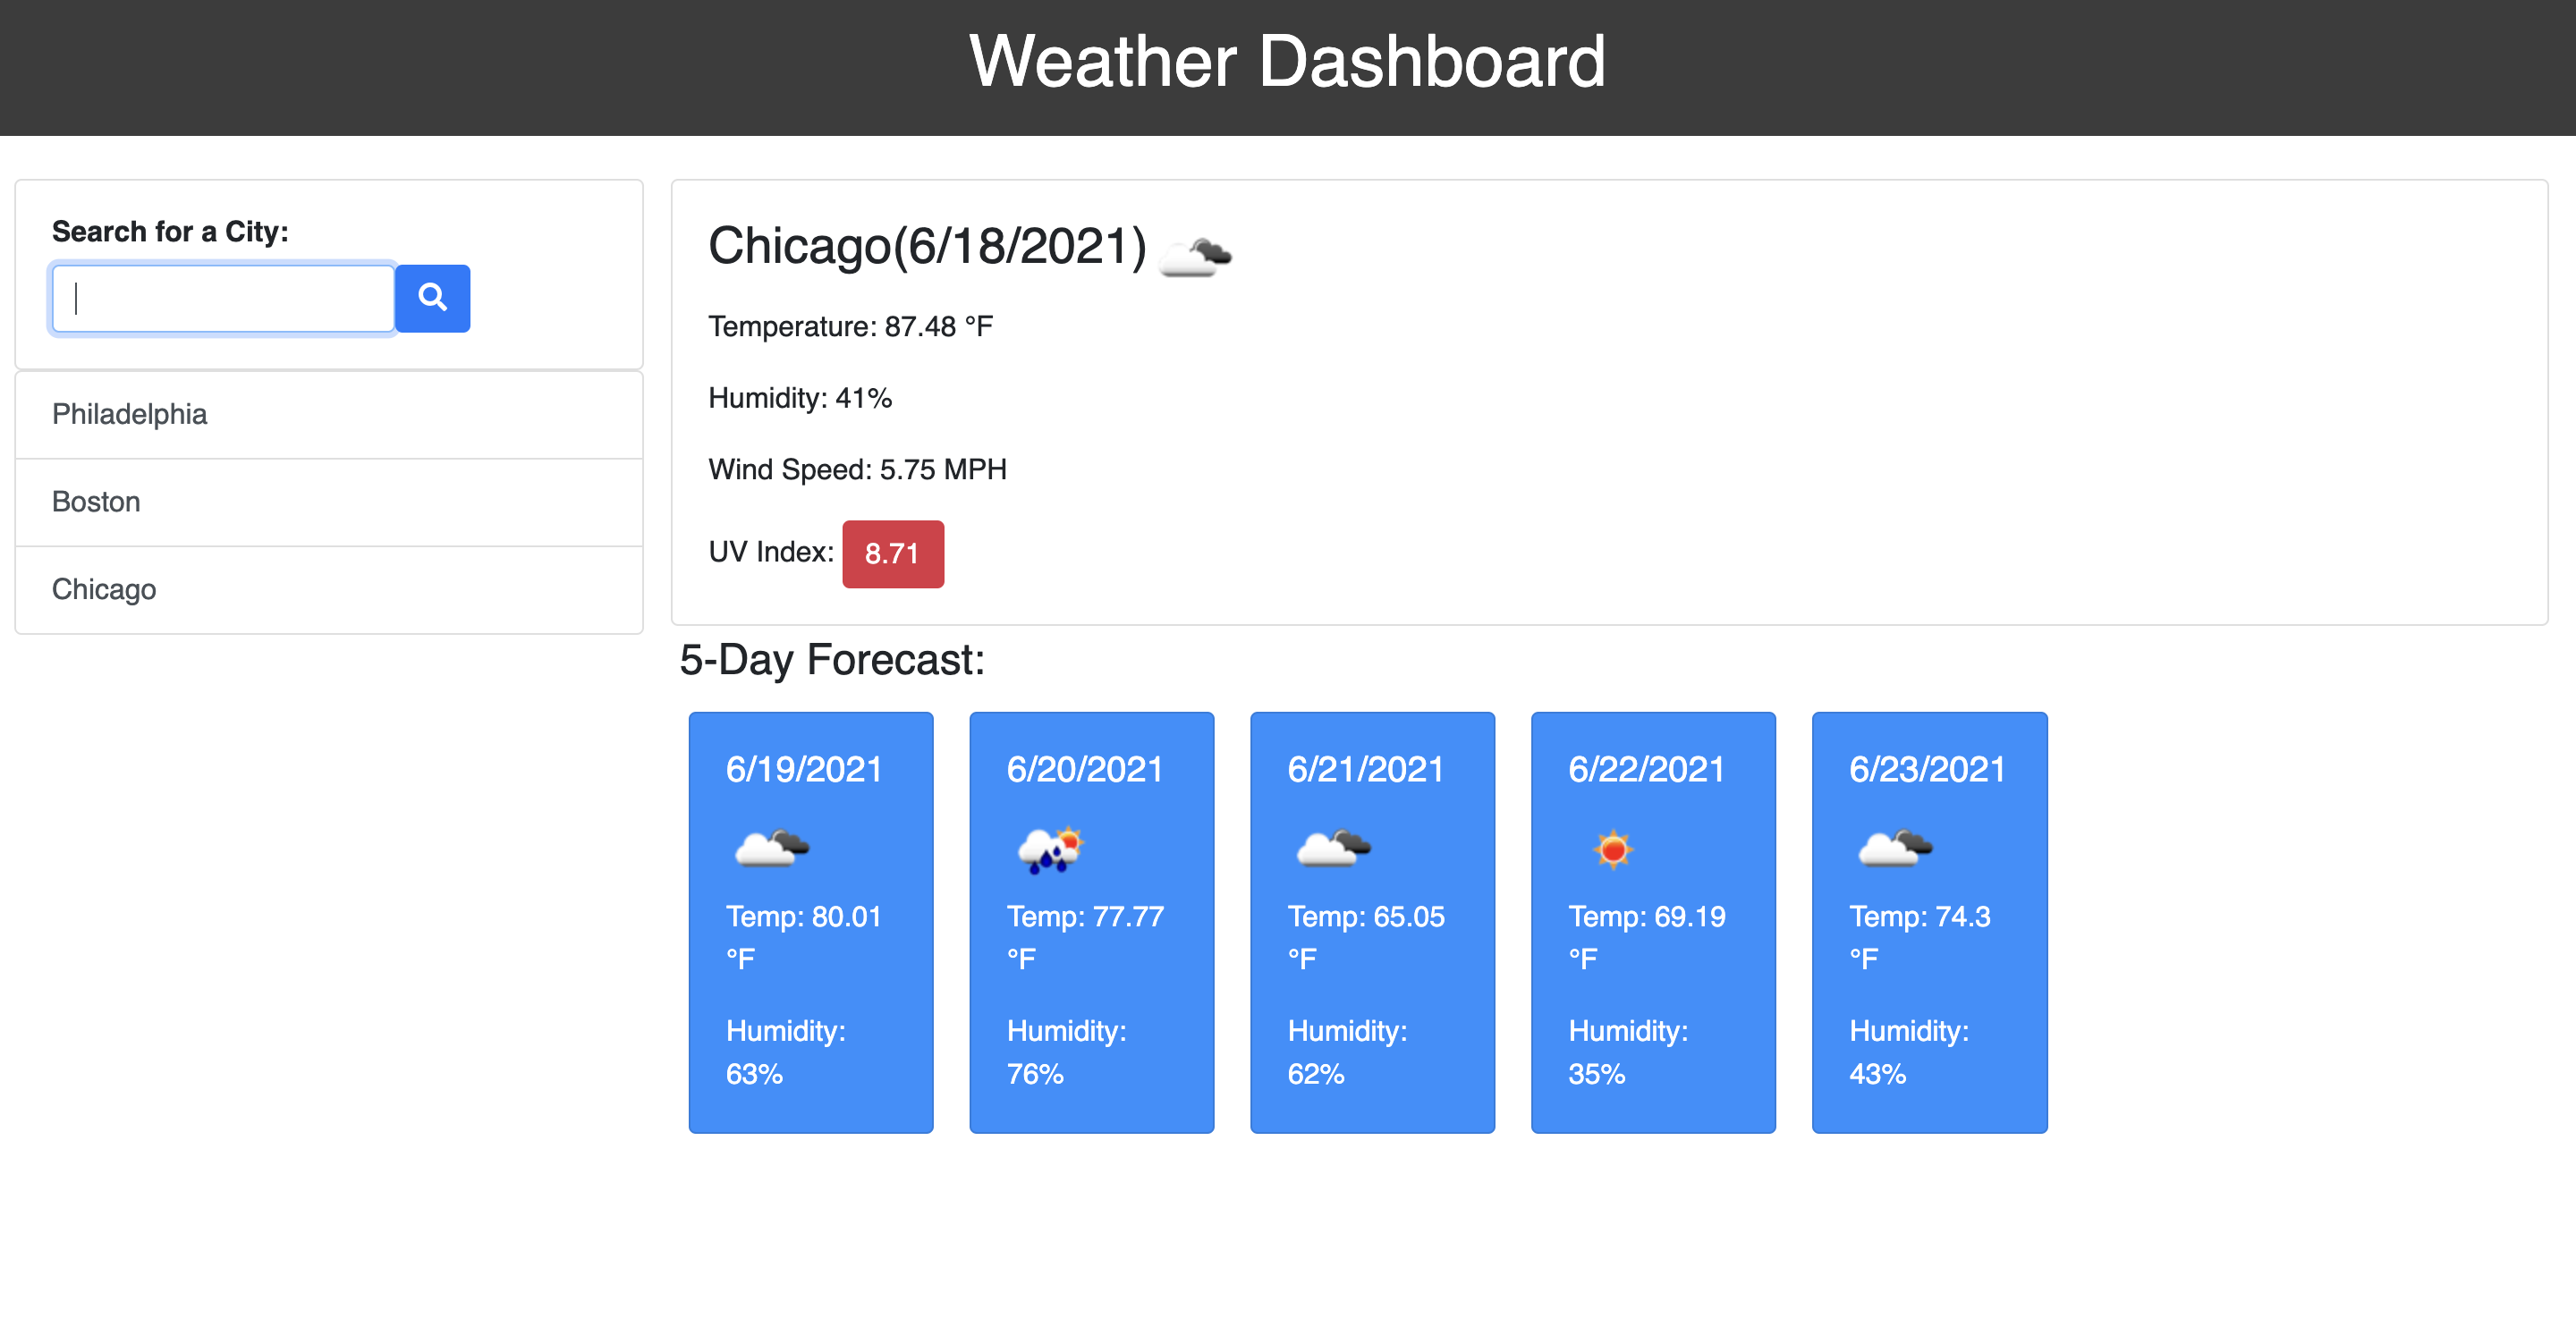 Weather Dashboard
Search for a City:
Philadelphia
Boston
Chicago
Chicago(6/18/2021)
Temperature: 87.48 °F
Humidity: 41%
Wind Speed: 5.75 MPH
UV Index: 8.71
5-Day Forecast:
6/19/2021
Temp: 80.01
°F
Humidity:
63%
6/20/2021
Temp: 77.77
°F
Humidity:
76%
6/21/2021
Temp: 65.05
°F
Humidity:
62%
6/22/2021
Temp: 69.19
°F
Humidity:
35%
6/23/2021
Temp: 74.3
°F
Humidity:
43%